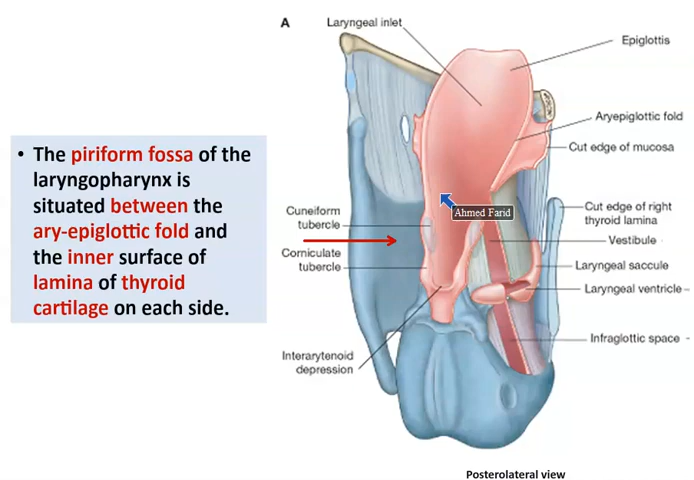 A
Laryngeal inlet
Epiglottis
Aryepiglottic fold
Cut edge of mucosa
• The piriform fossa of the
laryngopharynx is
situated between the
ary-epiglottic fold and
the inner surface of
lamina of thyroid
cartilage on each side.
Ahmed Farid
Cuneiform
tubercle
Corniculate
tubercle
Interarytenoid
depression
Cut edge of right
thyroid lamina
Vestibule
Laryngeal saccule
Laryngeal ventricle
Infraglottic space
Posterolateral view